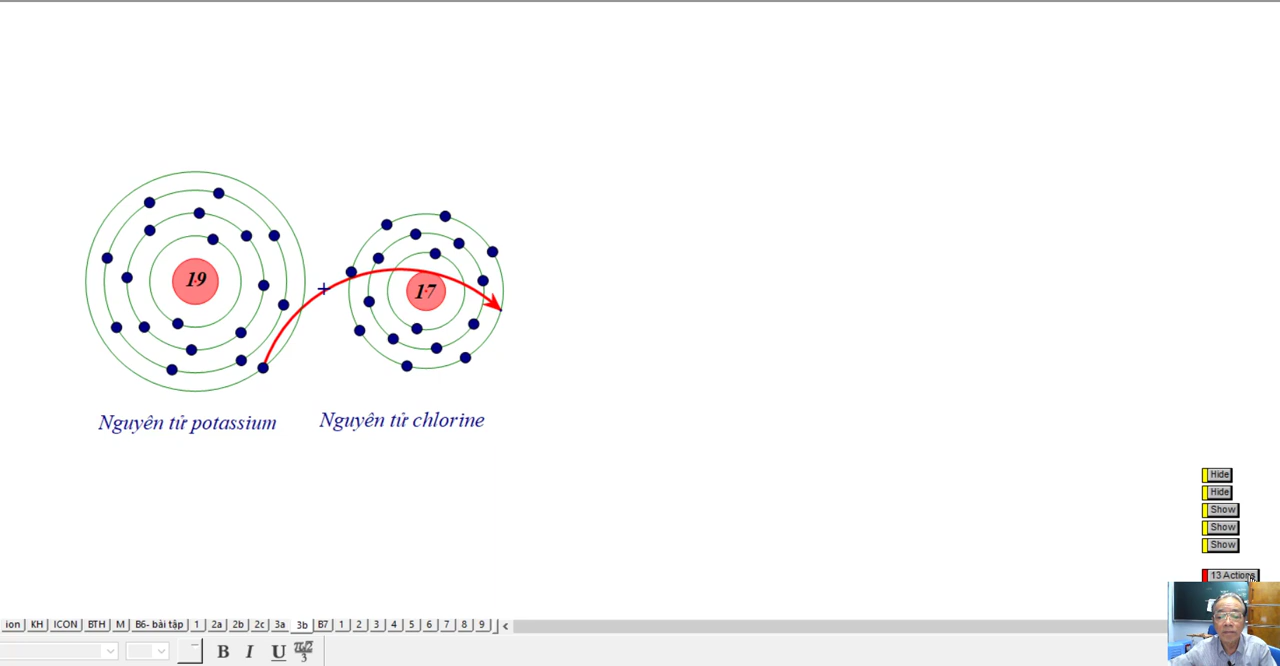 19
17
Nguyên tử potassium
Nguyên tử chlorine
Hide
Hide
Show
Show
Show
13 Actions
ion KH ICON BTH M B6- bài tập 1 2a 2b 2c 3a 3b B7 1 2 3 4 5 6 7 8 9
B I U